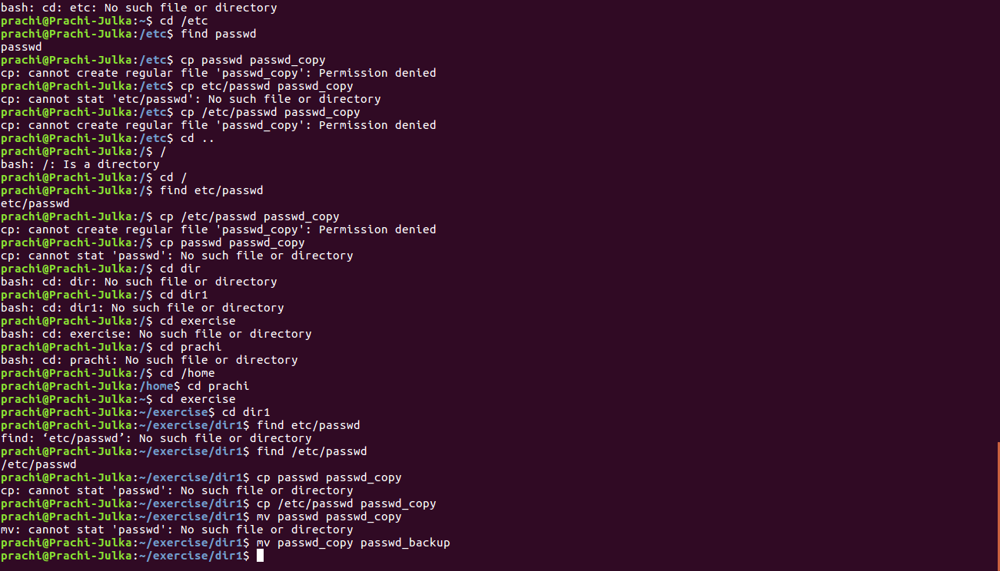 bash: cd: etc: No such file or directory
prachi@Prachi-Julka:~$ cd /etc
prachi@Prachi-Julka:/etc$ find passwd
passwd
prachi@Prachi-Julka:/etc$ cp passwd passwd_copy
cp: cannot create regular file 'passwd_copy': Permission denied
prachi@Prachi-Julka:/etc$ cp etc/passwd passwd_copy
cp: cannot stat 'etc/passwd': No such file or directory
prachi@Prachi-Julka:/etc$ cp /etc/passwd passwd_copy
cp: cannot create regular file 'passwd_copy': Permission denied
prachi@Prachi-Julka:/etc$ cd ..
prachi@Prachi-Julka:/$ /
bash: /: Is a directory
prachi@Prachi-Julka:/$ cd /
prachi@Prachi-Julka:/$ find etc/passwd
etc/passwd
prachi@Prachi-Julka:/$ cp /etc/passwd passwd_copy
cp: cannot create regular file 'passwd_copy': Permission denied
prachi@Prachi-Julka:/$ cp passwd passwd_copy
cp: cannot stat 'passwd': No such file or directory
prachi@Prachi-Julka:/$ cd dir
bash: cd: dir: No such file or directory
prachi@Prachi-Julka:/$ cd dir1
bash: cd: dir1: No such file or directory
prachi@Prachi-Julka:/$ cd exercise
bash: cd: exercise: No such file or directory
prachi@Prachi-Julka:/$ cd prachi
bash: cd: prachi: No such file or directory
prachi@Prachi-Julka:/$ cd /home
prachi@Prachi-Julka:/home$ cd prachi
prachi@Prachi-Julka:~$ cd exercise
prachi@Prachi-Julka:~/exercise$ cd dir1
prachi@Prachi-Julka:~/exercise/dir1$ find etc/passwd
find: ‘etc/passwd’: No such file or directory
prachi@Prachi-Julka:~/exercise/dir1$ find /etc/passwd
/etc/passwd
prachi@Prachi-Julka:~/exercise/dir1$ cp passwd passwd_copy
cp: cannot stat 'passwd': No such file or directory
prachi@Prachi-Julka:~/exercise/dir1$ cp /etc/passwd passwd_copy
prachi@Prachi-Julka:~/exercise/dir1$ mv passwd passwd_copy
mv: cannot stat 'passwd': No such file or directory
prachi@Prachi-Julka:~/exercise/dir1$ mv passwd_copy passwd_backup
prachi@Prachi-Julka:~/exercise/dir1$